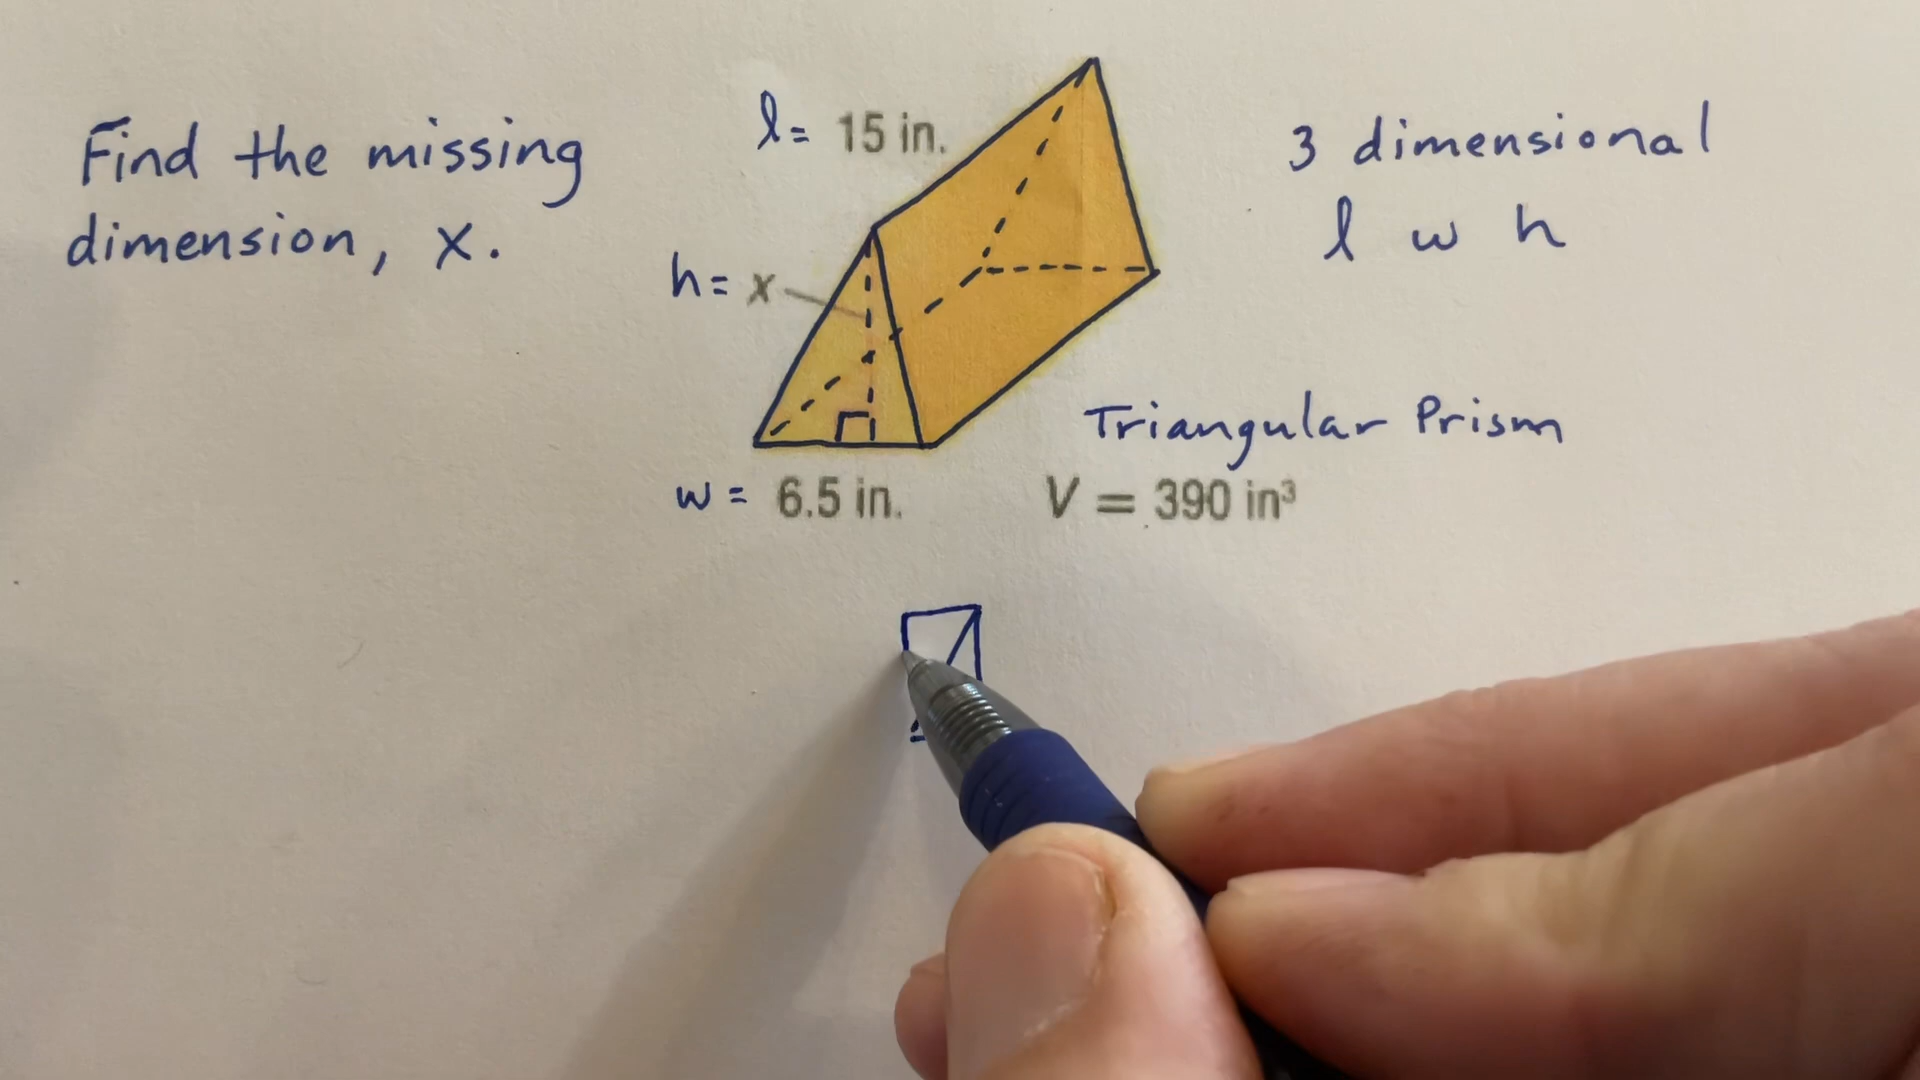 Find the missing
dimension, x.
l = 15 in.
h = x
w = 6.5 in.
3 dimensional
l w h
Triangular Prism
V = 390 in³